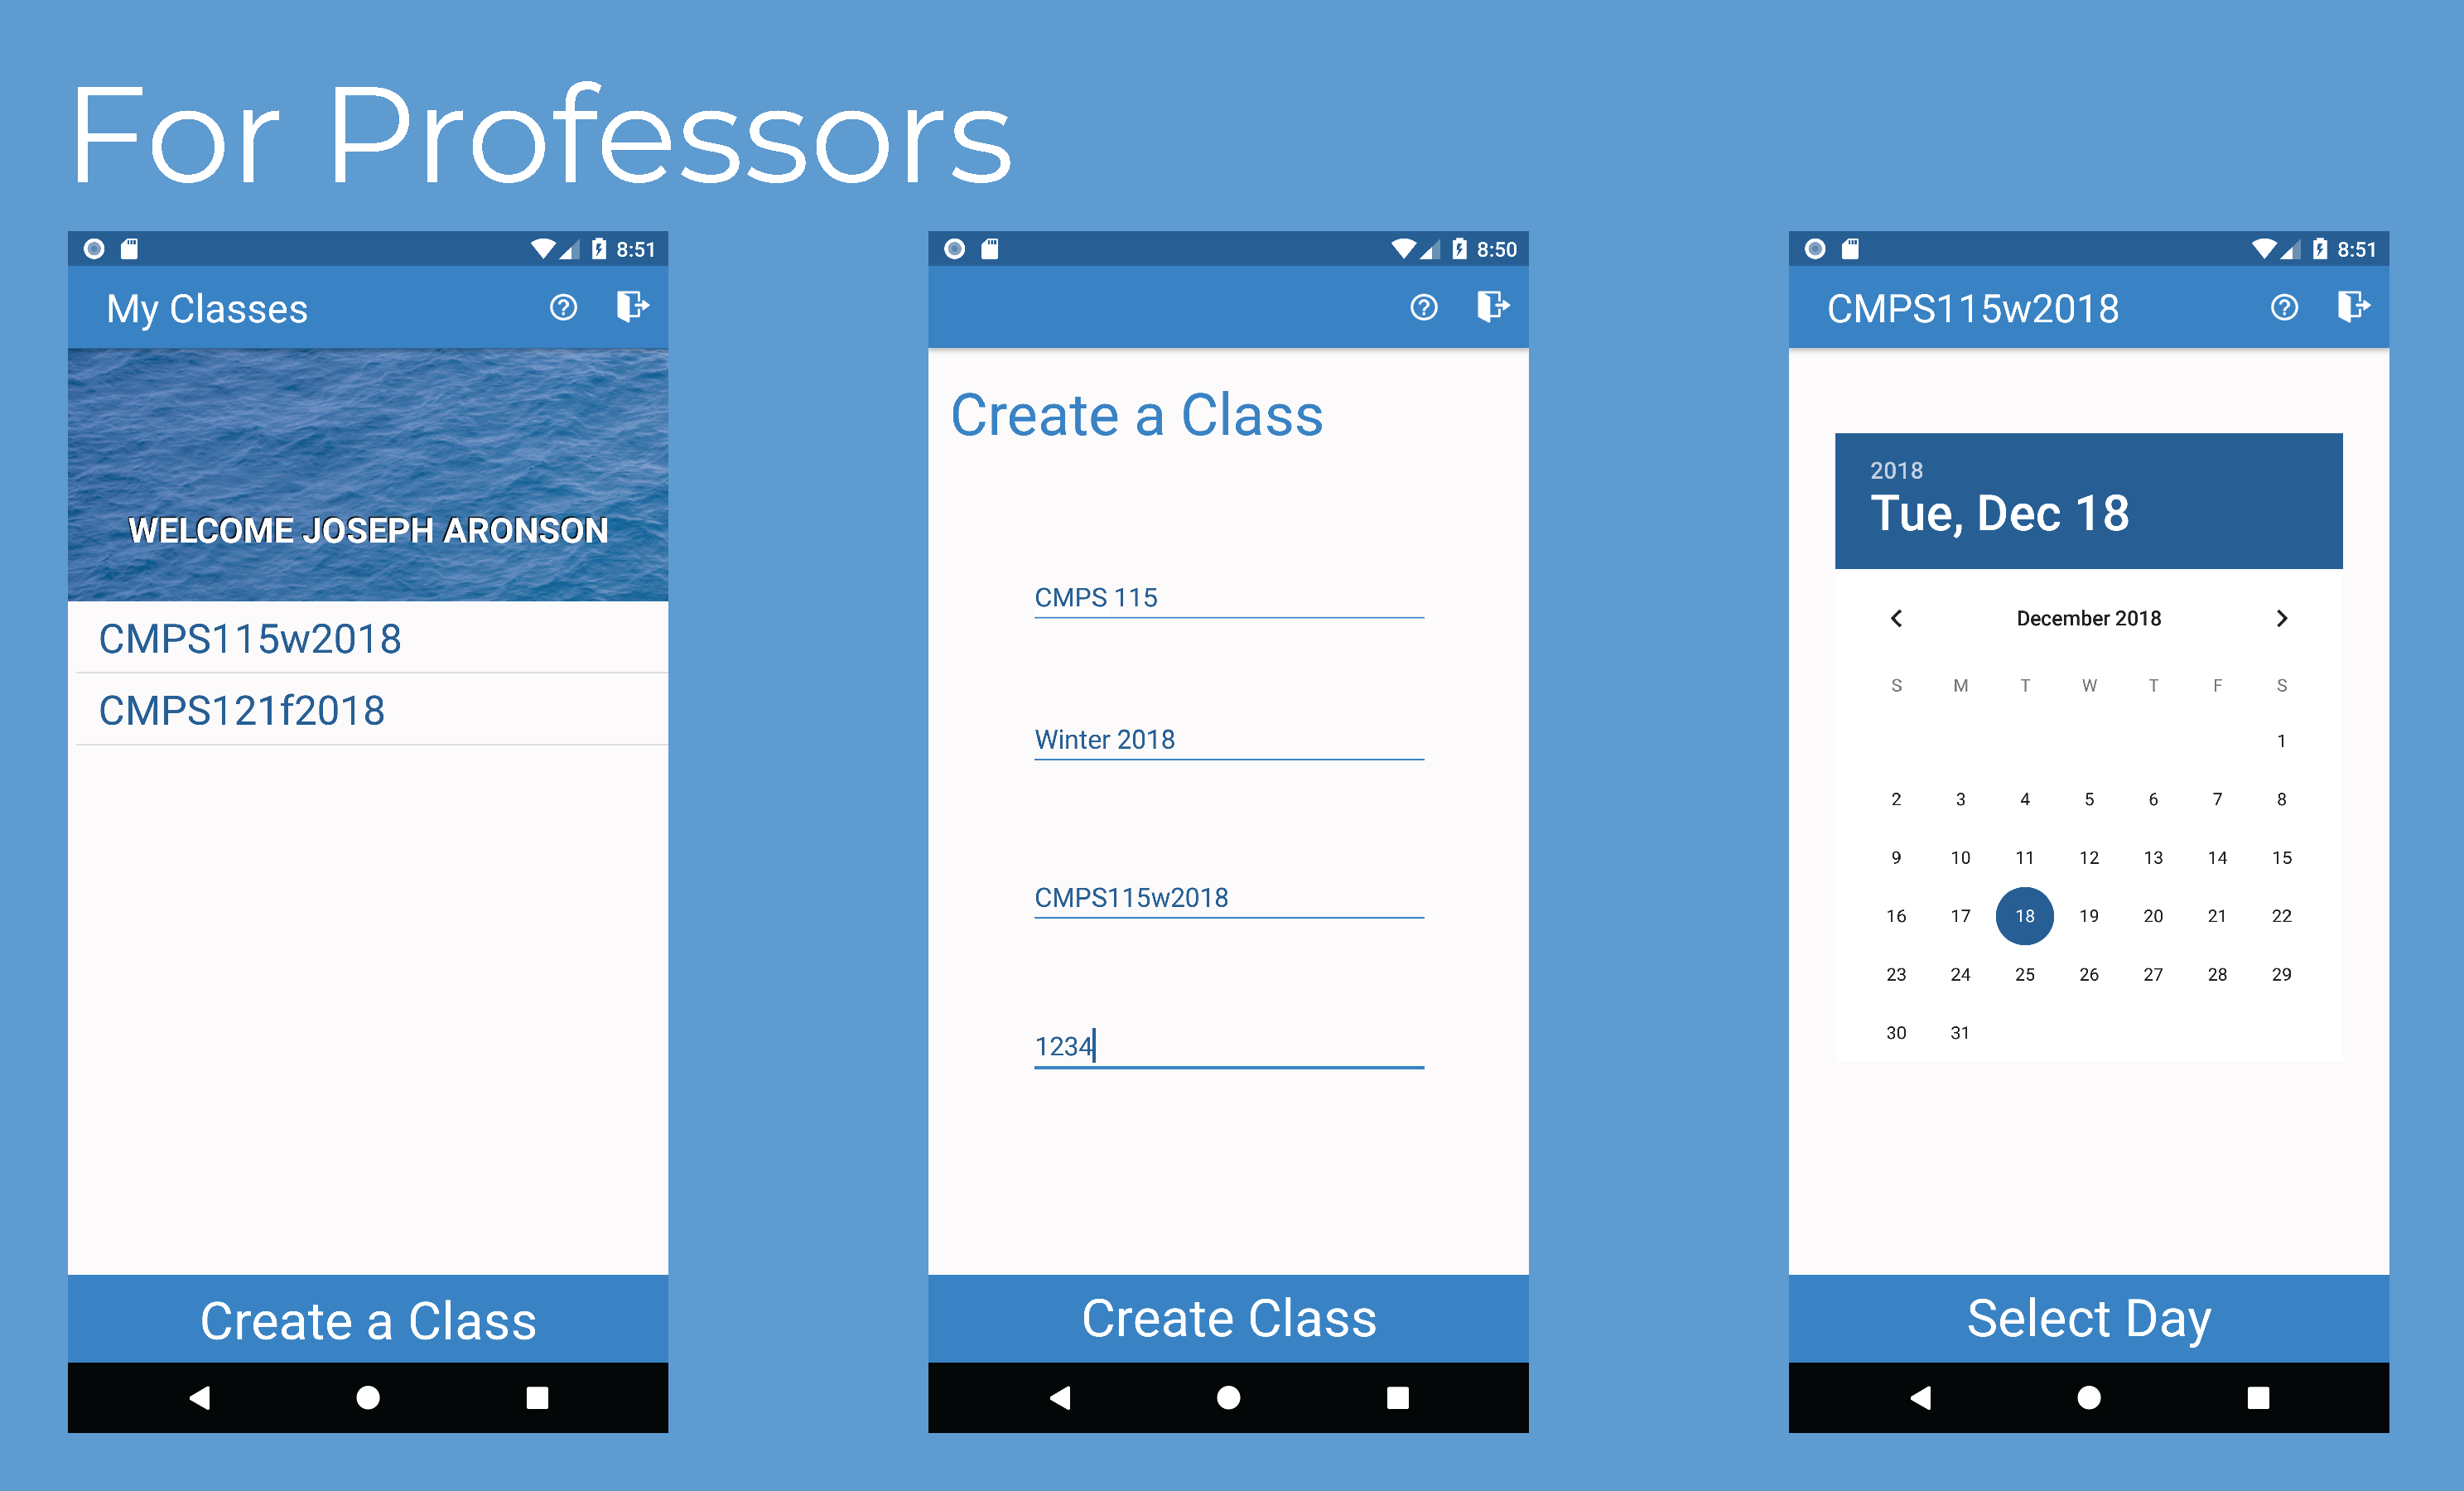 For Professors
8:51
My Classes
WELCOME JOSEPH ARONSON
CMPS115w2018
CMPS121f2018
Create a Class
8:50
Create a Class
CMPS 115
Winter 2018
CMPS115w2018
1234
Create Class
8:51
CMPS115w2018
2018
Tue, Dec 18
December 2018
S M T W T F S
1
2 3 4 5 6 7 8
9 10 11 12 13 14 15
16 17 18 19 20 21 22
23 24 25 26 27 28 29
30 31
Select Day